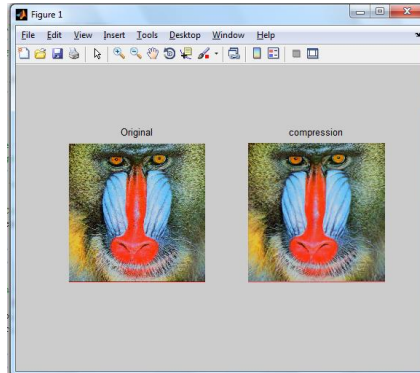 Figure 1
File Edit View Insert Tools Desktop Window Help
Original compression